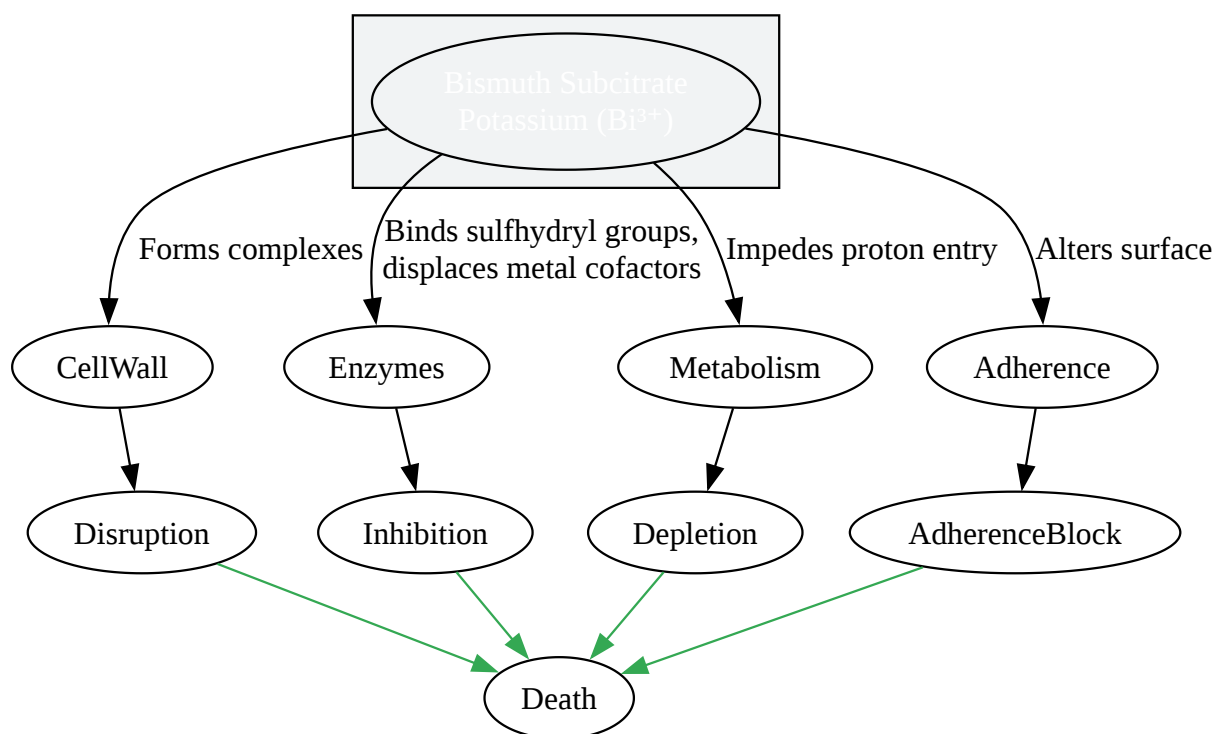 Bismuth Subcitrate
Potassium (Bi³⁺)
Forms complexes
Binds sulfhydryl groups,
displaces metal cofactors
Impedes proton entry
Alters surface
CellWall
Enzymes
Metabolism
Adherence
Disruption
Inhibition
Depletion
AdherenceBlock
Death